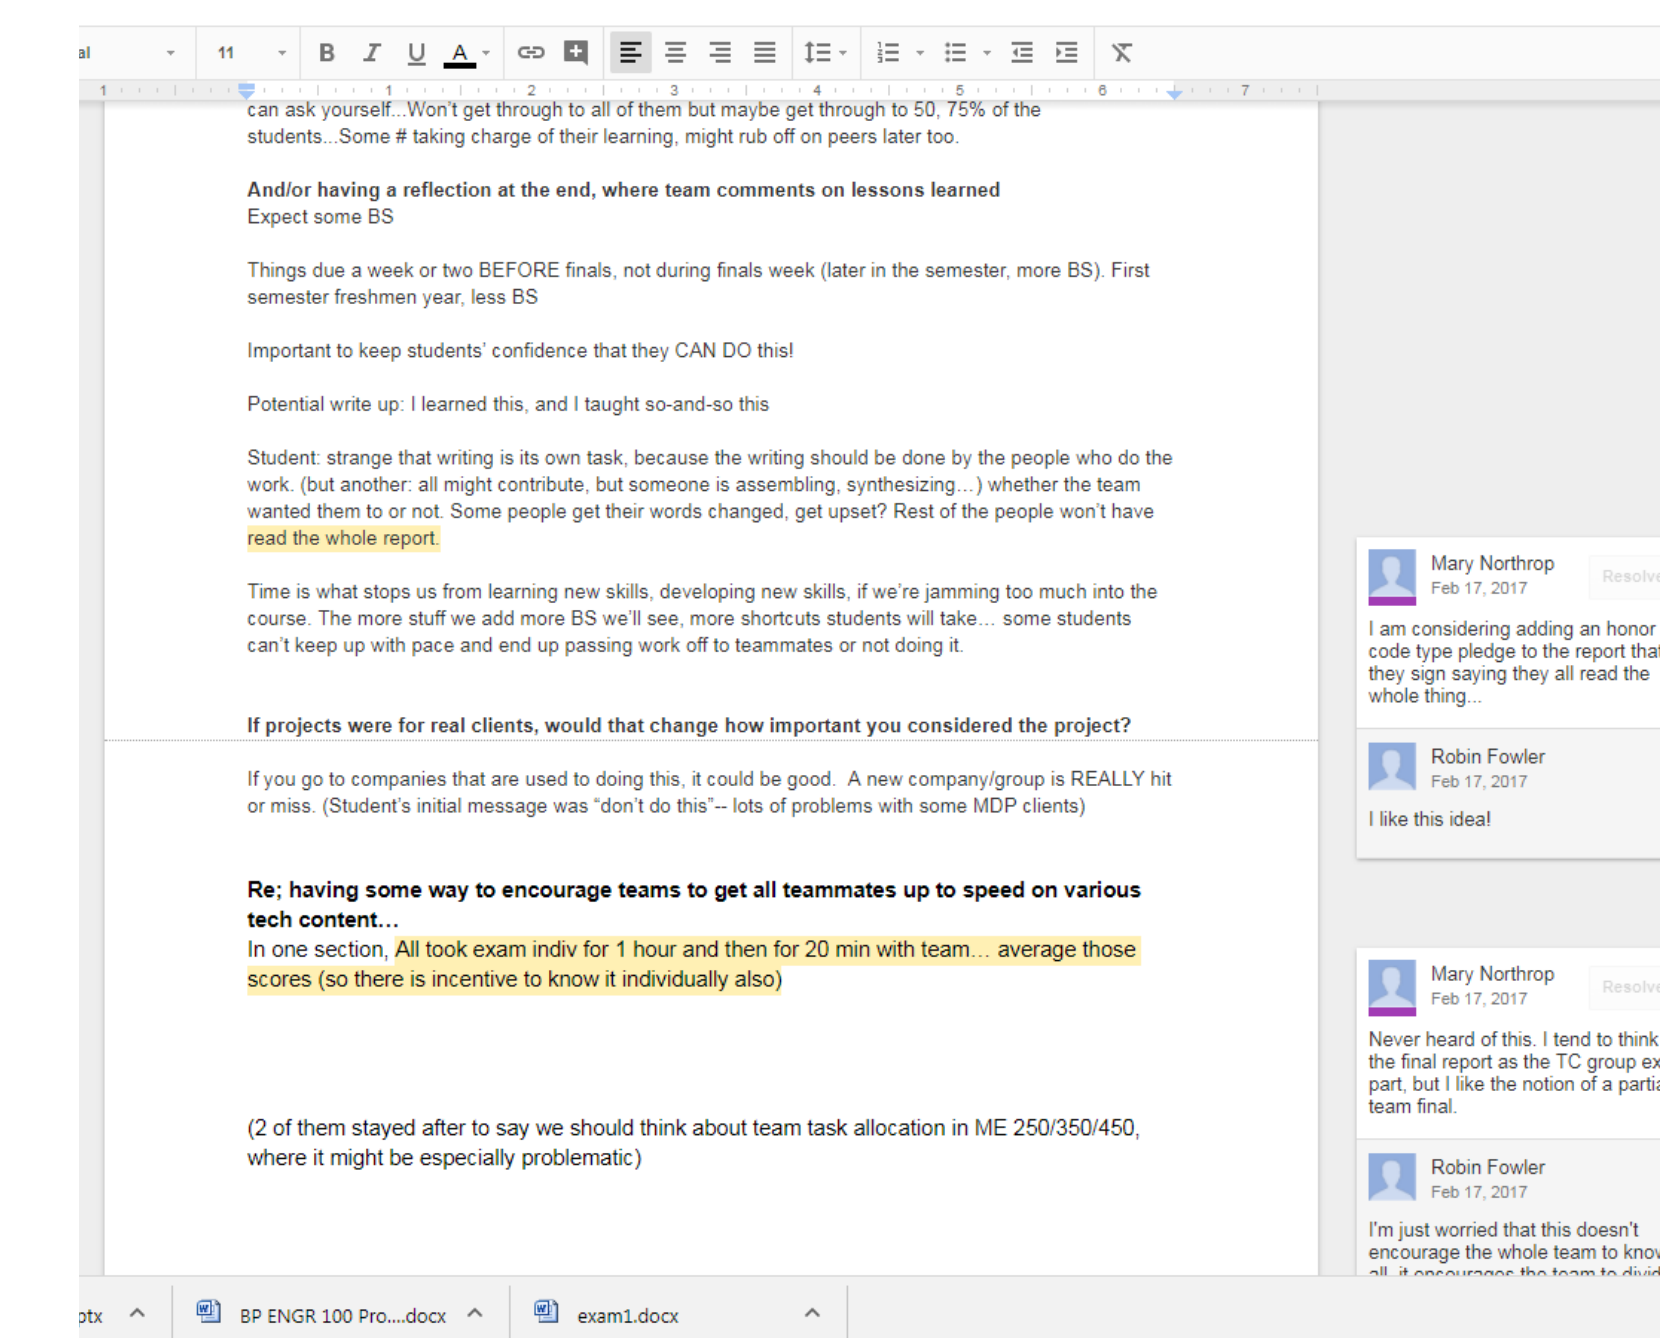 al 11 B I U A
1 1 2 3 4 5 6 7
can ask yourself...Won't get through to all of them but maybe get through to 50, 75% of the
students...Some # taking charge of their learning, might rub off on peers later too.
And/or having a reflection at the end, where team comments on lessons learned
Expect some BS
Things due a week or two BEFORE finals, not during finals week (later in the semester, more BS). First
semester freshmen year, less BS
Important to keep students' confidence that they CAN DO this!
Potential write up: I learned this, and I taught so-and-so this
Student: strange that writing is its own task, because the writing should be done by the people who do the
work. (but another: all might contribute, but someone is assembling, synthesizing...) whether the team
wanted them to or not. Some people get their words changed, get upset? Rest of the people won't have
read the whole report.
Time is what stops us from learning new skills, developing new skills, if we're jamming too much into the
course. The more stuff we add more BS we'll see, more shortcuts students will take... some students
can't keep up with pace and end up passing work off to teammates or not doing it.
If projects were for real clients, would that change how important you considered the project?
If you go to companies that are used to doing this, it could be good.  A new company/group is REALLY hit
or miss. (Student's initial message was “don't do this”-- lots of problems with some MDP clients)
Re; having some way to encourage teams to get all teammates up to speed on various
tech content...
In one section, All took exam indiv for 1 hour and then for 20 min with team... average those
scores (so there is incentive to know it individually also)
(2 of them stayed after to say we should think about team task allocation in ME 250/350/450,
where it might be especially problematic)
Mary Northrop
Resolve
Feb 17, 2017
I am considering adding an honor
code type pledge to the report that
they sign saying they all read the
whole thing...
Robin Fowler
Feb 17, 2017
I like this idea!
Mary Northrop
Resolve
Feb 17, 2017
Never heard of this. I tend to think
the final report as the TC group ex
part, but I like the notion of a partia
team final.
Robin Fowler
Feb 17, 2017
I'm just worried that this doesn't
encourage the whole team to know
all, it encourages the team to divid
ptx
BP ENGR 100 Pro....docx
exam1.docx